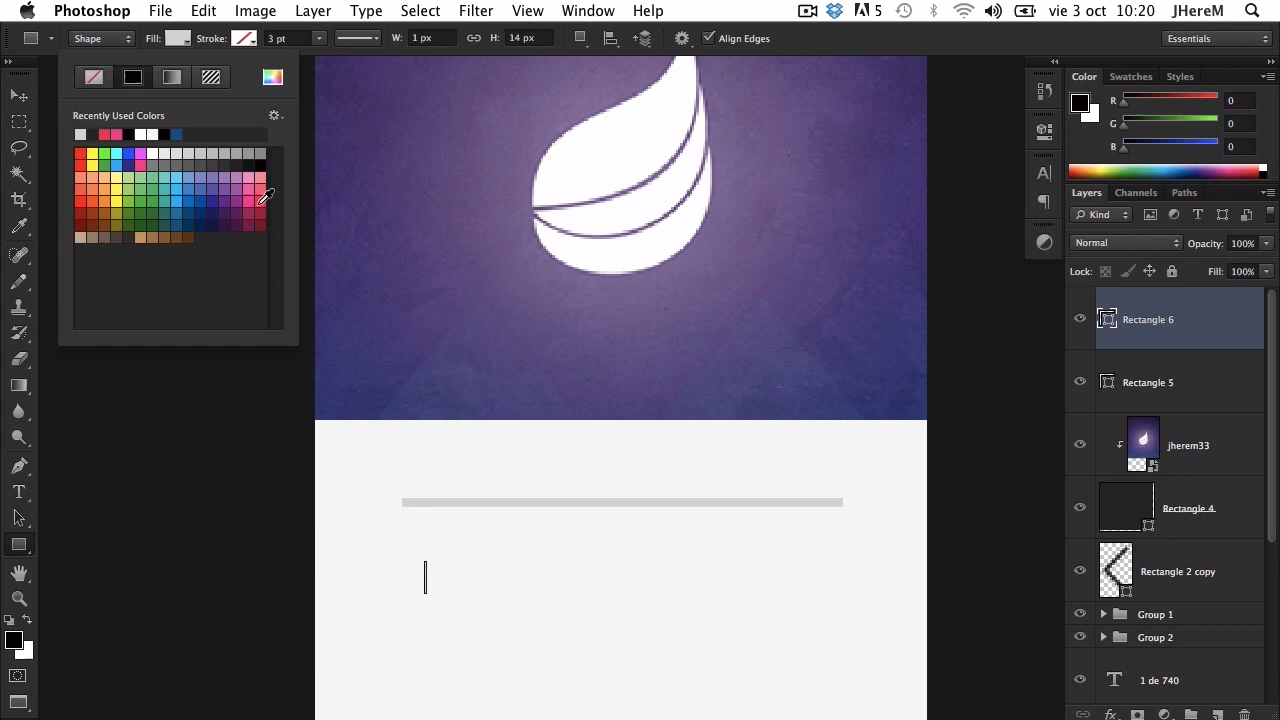 Photoshop File Edit Image Layer Type Select Filter View Window Help 5 vie 3 oct 10:20 JHereM
Shape Fill: Stroke: 3 pt W: 1 px H: 14 px Align Edges Essentials
Recently Used Colors
Color Swatches Styles
R 0
G 0
B 0
Layers Channels Paths
Kind
Normal Opacity: 100%
Lock: Fill: 100%
Rectangle 6
Rectangle 5
jherem33
Rectangle 4
Rectangle 2 copy
Group 1
Group 2
T 1 de 740
fx